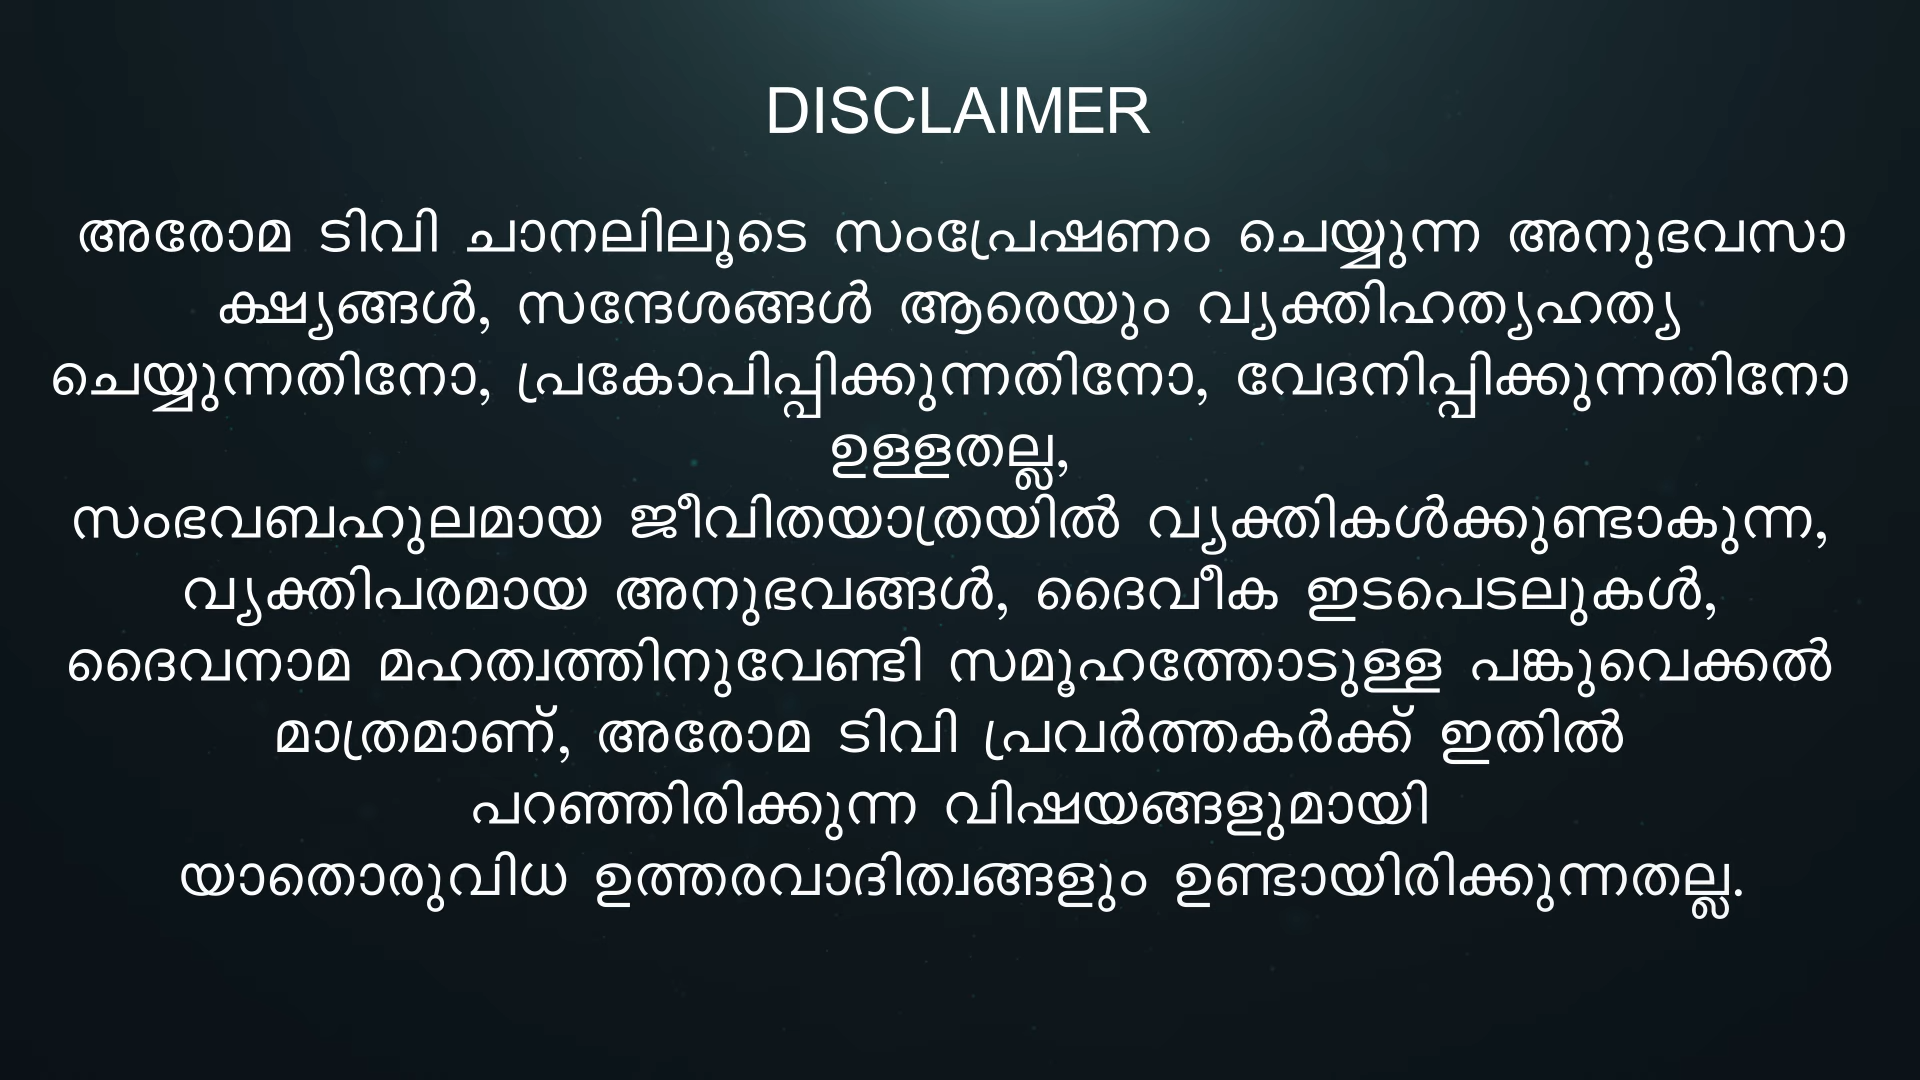 DISCLAIMER
അരോമ ടിവി ചാനലിലൂടെ സംപ്രേഷണം ചെയ്യുന്ന അനുഭവസാ
ക്ഷ്യങ്ങൾ, സന്ദേശങ്ങൾ ആരെയും വ്യക്തിഹത്യഹത്യ
ചെയ്യുന്നതിനോ, പ്രകോപിപ്പിക്കുന്നതിനോ, വേദനിപ്പിക്കുന്നതിനോ
ഉള്ളതല്ല,
സംഭവബഹുലമായ ജീവിതയാത്രയിൽ വ്യക്തികൾക്കുണ്ടാകുന്ന,
വ്യക്തിപരമായ അനുഭവങ്ങൾ, ദൈവീക ഇടപെടലുകൾ,
ദൈവനാമ മഹത്വത്തിനുവേണ്ടി സമൂഹത്തോടുള്ള പങ്കുവെക്കൽ
മാത്രമാണ്, അരോമ ടിവി പ്രവർത്തകർക്ക് ഇതിൽ
പറഞ്ഞിരിക്കുന്ന വിഷയങ്ങളുമായി
യാതൊരുവിധ ഉത്തരവാദിത്വങ്ങളും ഉണ്ടായിരിക്കുന്നതല്ല.